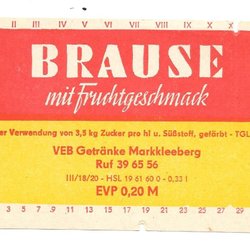 II III IV V VI VII VIII IX X X
BRAUSE
mit Fruchtgeschmack
er Verwendung von 3,5 kg Zucker pro hl u. Süßstoff, gefärbt - TGL
VEB Getränke Markkleeberg
Ruf 39 65 56
III/18/20 - HSL 19 61 60 0 - 0,33 l
EVP 0,20 M
3 5 7 9 11 13 15 17 19 21 23 25 27 29